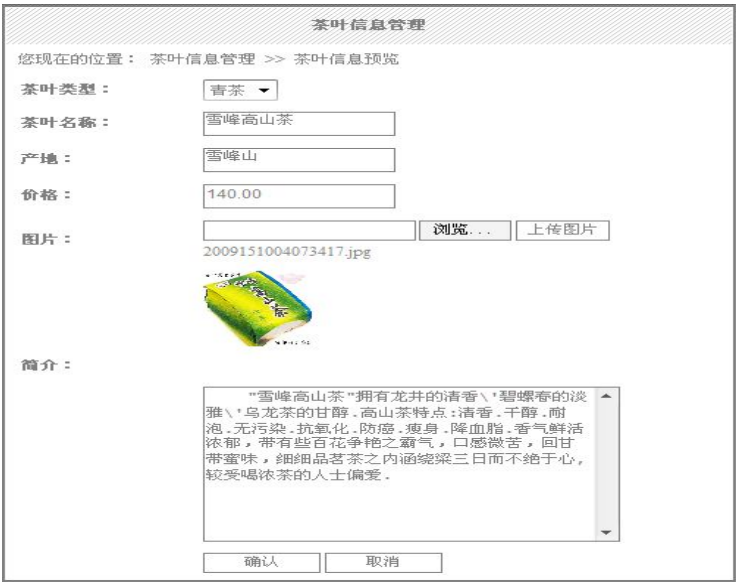 茶叶信息管理
您现在的位置： 茶叶信息管理 >> 茶叶信息预览
茶叶类型： 青茶
茶叶名称： 雪峰高山茶
产地： 雪峰山
价格： 140.00
图片： 浏览... 上传图片
2009151004073417.jpg
简介：
"雪峰高山茶"拥有龙井的清香\'碧螺春的淡
雅\'乌龙茶的甘醇.高山茶特点:清香.干醇.耐
泡.无污染.抗氧化.防癌.瘦身.降血脂.香气鲜活
浓郁，带有些百花争艳之霸气，口感微苦，回甘
带蜜味，细细品茗茶之内涵绕梁三日而不绝于心,
较受喝浓茶的人士偏爱.
确认 取消